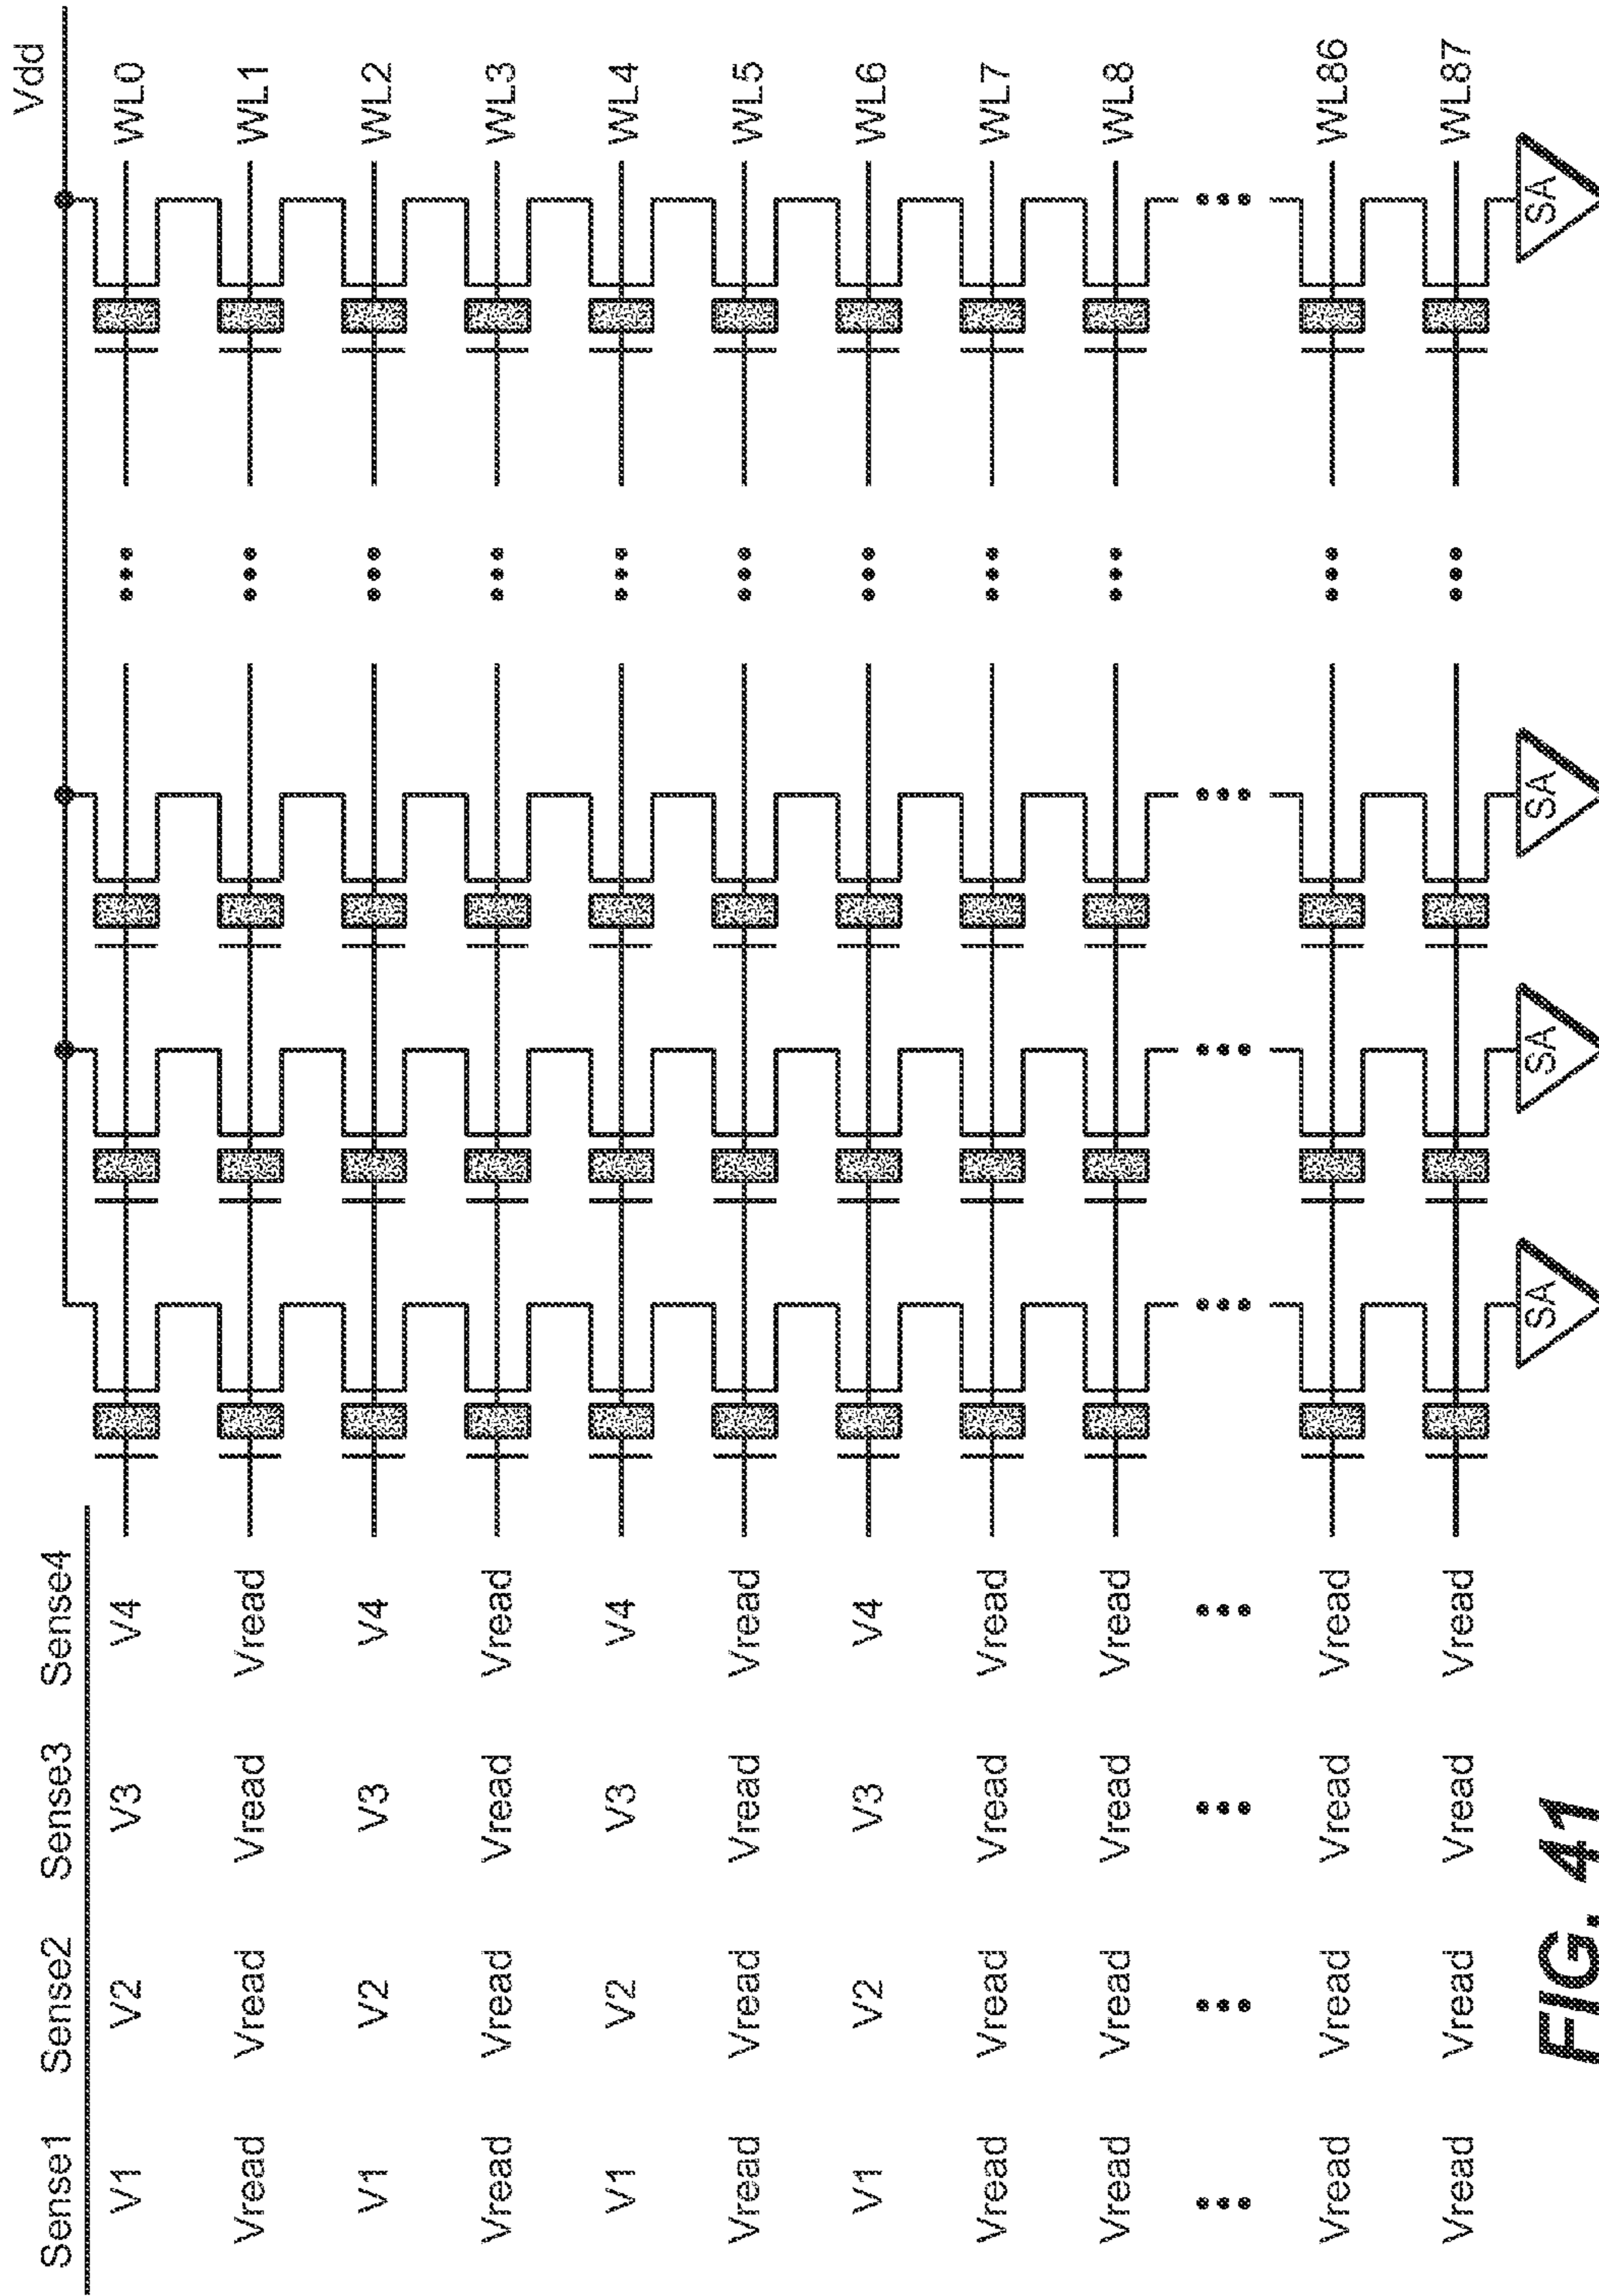 Vdd
Sense1 Sense2 Sense3 Sense4
V1 V2 V3 V4 WL0
Vread Vread Vread Vread WL1
V1 V2 V3 V4 WL2
Vread Vread Vread Vread WL3
V1 V2 V3 V4 WL4
Vread Vread Vread Vread WL5
V1 V2 V3 V4 WL6
Vread Vread Vread Vread WL7
Vread Vread Vread Vread WL8
Vread Vread Vread Vread WL86
Vread Vread Vread Vread WL87
SA SA SA SA
FIG. 41